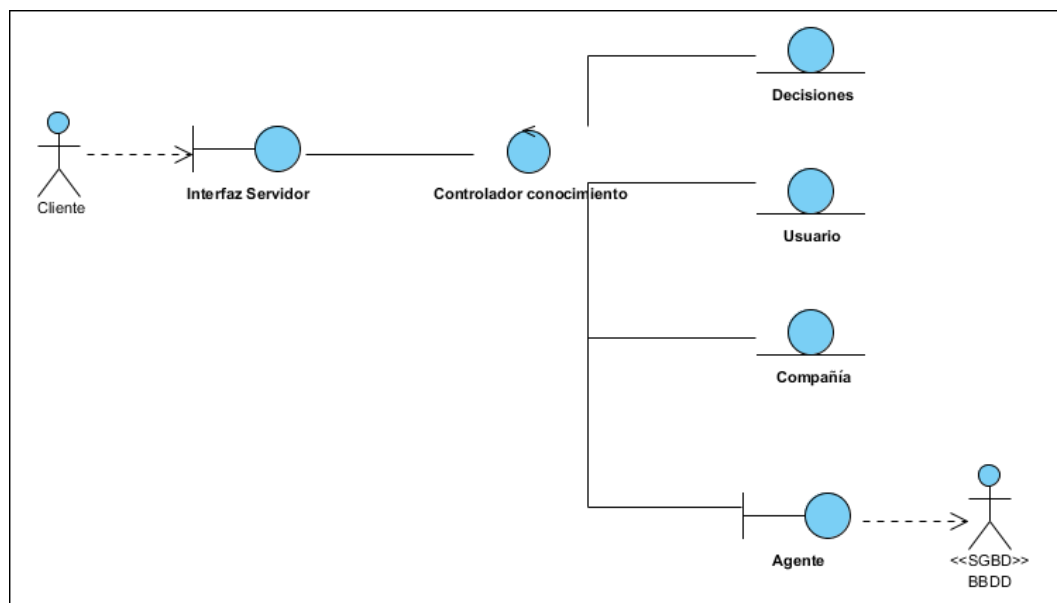 Decisiones
Cliente
Interfaz Servidor
Controlador conocimiento
Usuario
Compañía
Agente
<<SGBD>>
BBDD